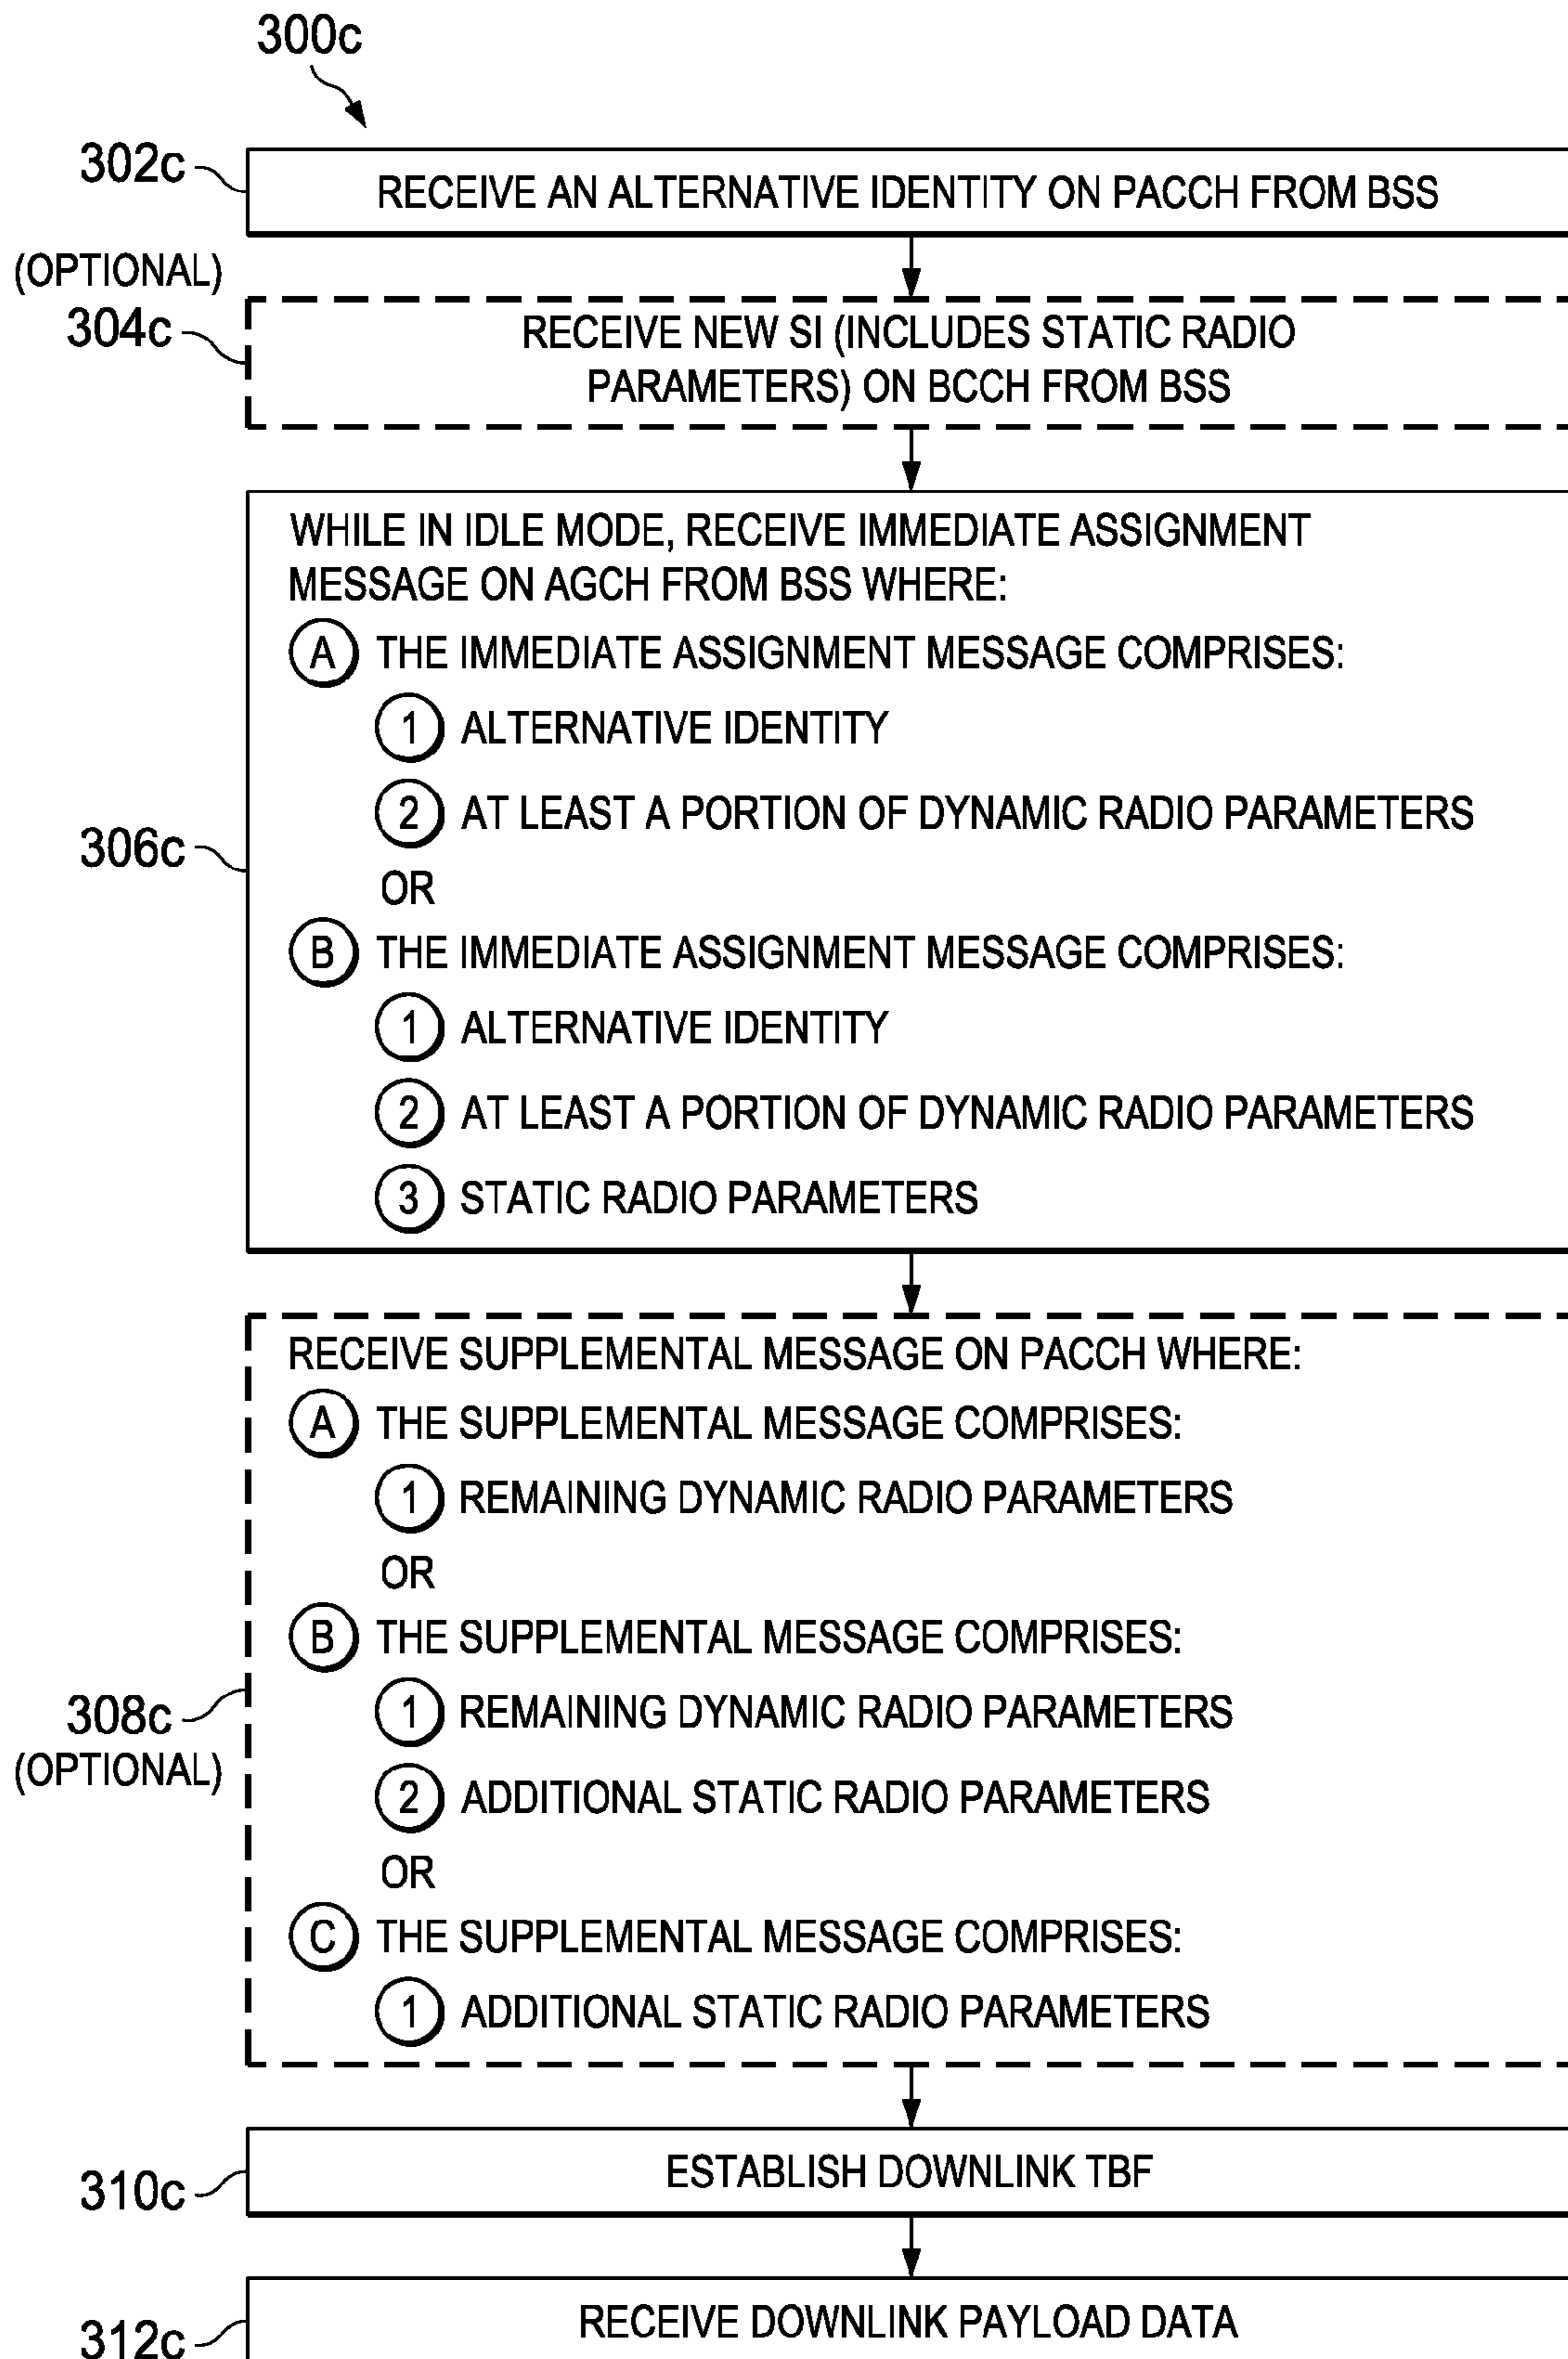 300c
302c
RECEIVE AN ALTERNATIVE IDENTITY ON PACCH FROM BSS
(OPTIONAL)
304c
RECEIVE NEW SI (INCLUDES STATIC RADIO
PARAMETERS) ON BCCH FROM BSS
306c
WHILE IN IDLE MODE, RECEIVE IMMEDIATE ASSIGNMENT
MESSAGE ON AGCH FROM BSS WHERE:
A THE IMMEDIATE ASSIGNMENT MESSAGE COMPRISES:
1 ALTERNATIVE IDENTITY
2 AT LEAST A PORTION OF DYNAMIC RADIO PARAMETERS
OR
B THE IMMEDIATE ASSIGNMENT MESSAGE COMPRISES:
1 ALTERNATIVE IDENTITY
2 AT LEAST A PORTION OF DYNAMIC RADIO PARAMETERS
3 STATIC RADIO PARAMETERS
308c
(OPTIONAL)
RECEIVE SUPPLEMENTAL MESSAGE ON PACCH WHERE:
A THE SUPPLEMENTAL MESSAGE COMPRISES:
1 REMAINING DYNAMIC RADIO PARAMETERS
OR
B THE SUPPLEMENTAL MESSAGE COMPRISES:
1 REMAINING DYNAMIC RADIO PARAMETERS
2 ADDITIONAL STATIC RADIO PARAMETERS
OR
C THE SUPPLEMENTAL MESSAGE COMPRISES:
1 ADDITIONAL STATIC RADIO PARAMETERS
310c
ESTABLISH DOWNLINK TBF
312c
RECEIVE DOWNLINK PAYLOAD DATA